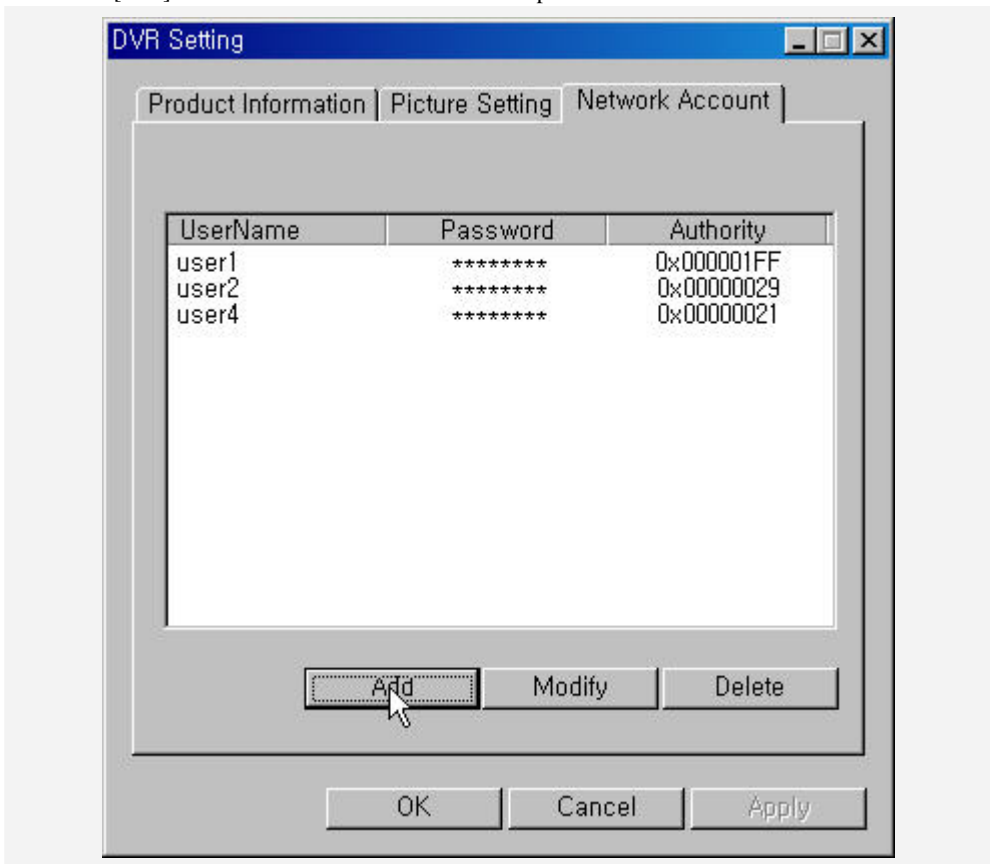 DVR Setting
Product Information Picture Setting Network Account
UserName Password Authority
user1 ******** 0x000001FF
user2 ******** 0x00000029
user4 ******** 0x00000021
Add Modify Delete
OK Cancel Apply